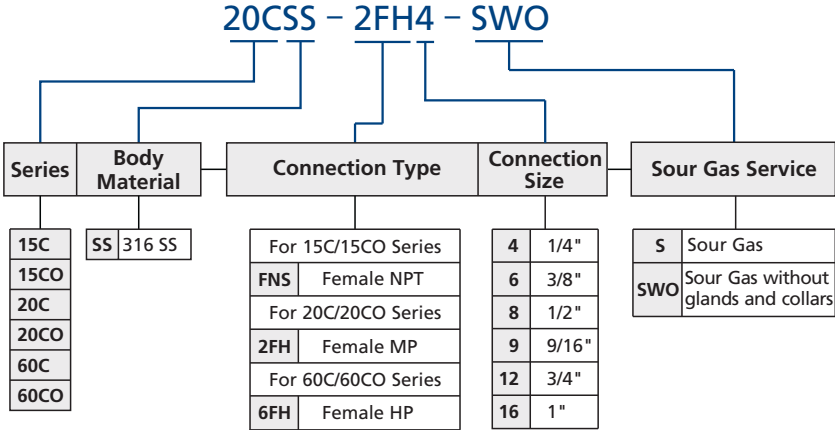 20CSS – 2FH4 – SWO
Series
Body
Material
Connection Type
Connection
Size
Sour Gas Service
15C
15CO
20C
20CO
60C
60CO
SS 316 SS
For 15C/15CO Series
FNS Female NPT
For 20C/20CO Series
2FH Female MP
For 60C/60CO Series
6FH Female HP
4 1/4"
6 3/8"
8 1/2"
9 9/16"
12 3/4"
16 1"
S Sour Gas
SWO Sour Gas without
glands and collars